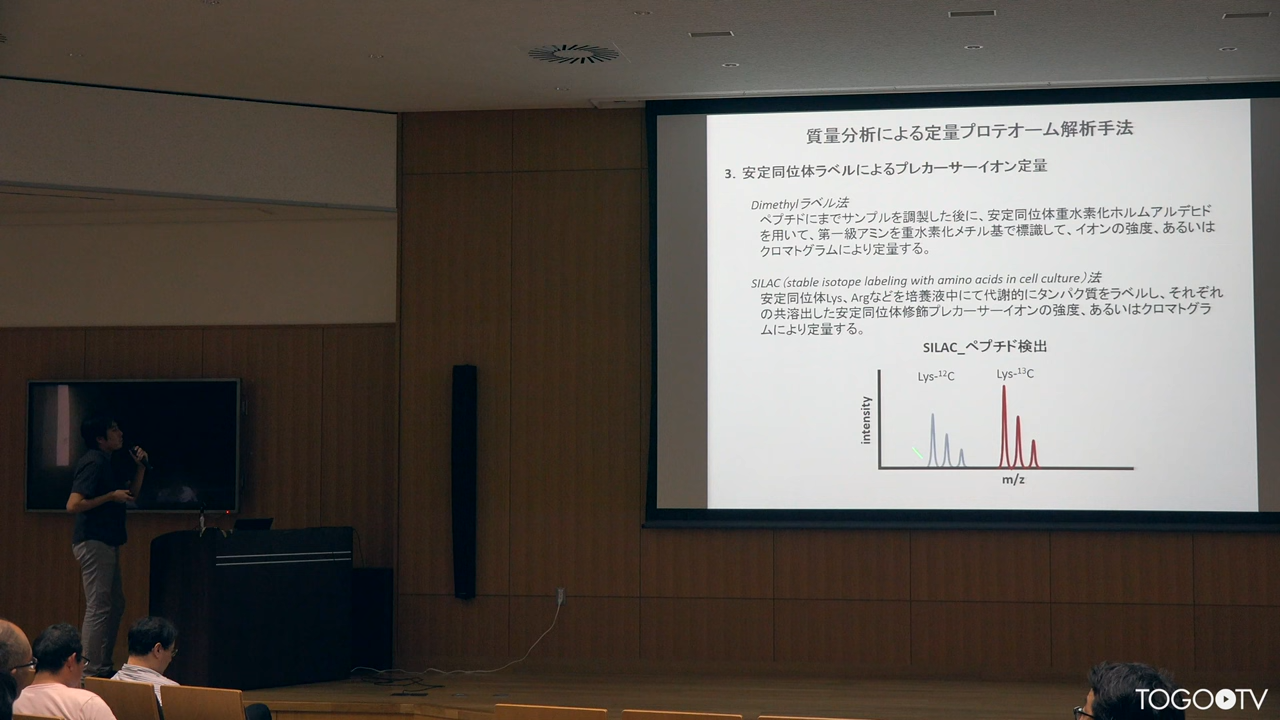 質量分析による定量プロテオーム解析手法
3. 安定同位体ラベルによるプレカーサーイオン定量
Dimethylラベル法
ペプチドにまでサンプルを調製した後に、安定同位体重水素化ホルムアルデヒド
を用いて、第一級アミンを重水素化メチル基で標識して、イオンの強度、あるいは
クロマトグラムにより定量する。
SILAC（stable isotope labeling with amino acids in cell culture）法
安定同位体Lys、Argなどを培養液中にて代謝的にタンパク質をラベルし、それぞれ
の共溶出した安定同位体修飾プレカーサーイオンの強度、あるいはクロマトグラ
ムにより定量する。
SILAC_ペプチド検出
Lys-¹²C Lys-¹³C
intensity
m/z
TOGOTV